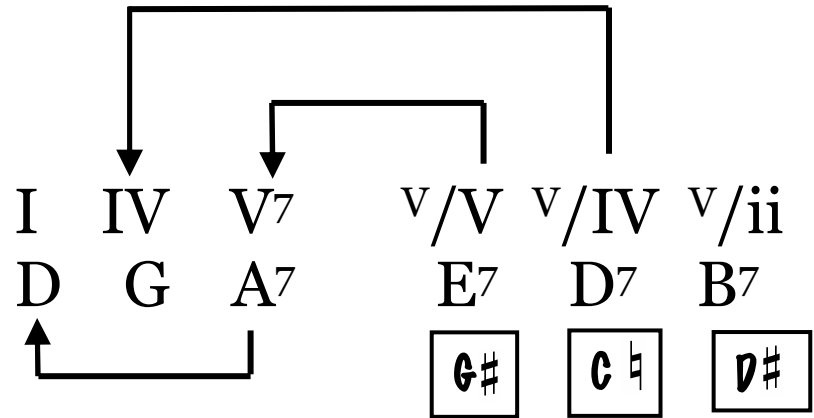 I IV V7 V/V V/IV V/ii
D G A7 E7 D7 B7
G♯ C ♮ D♯